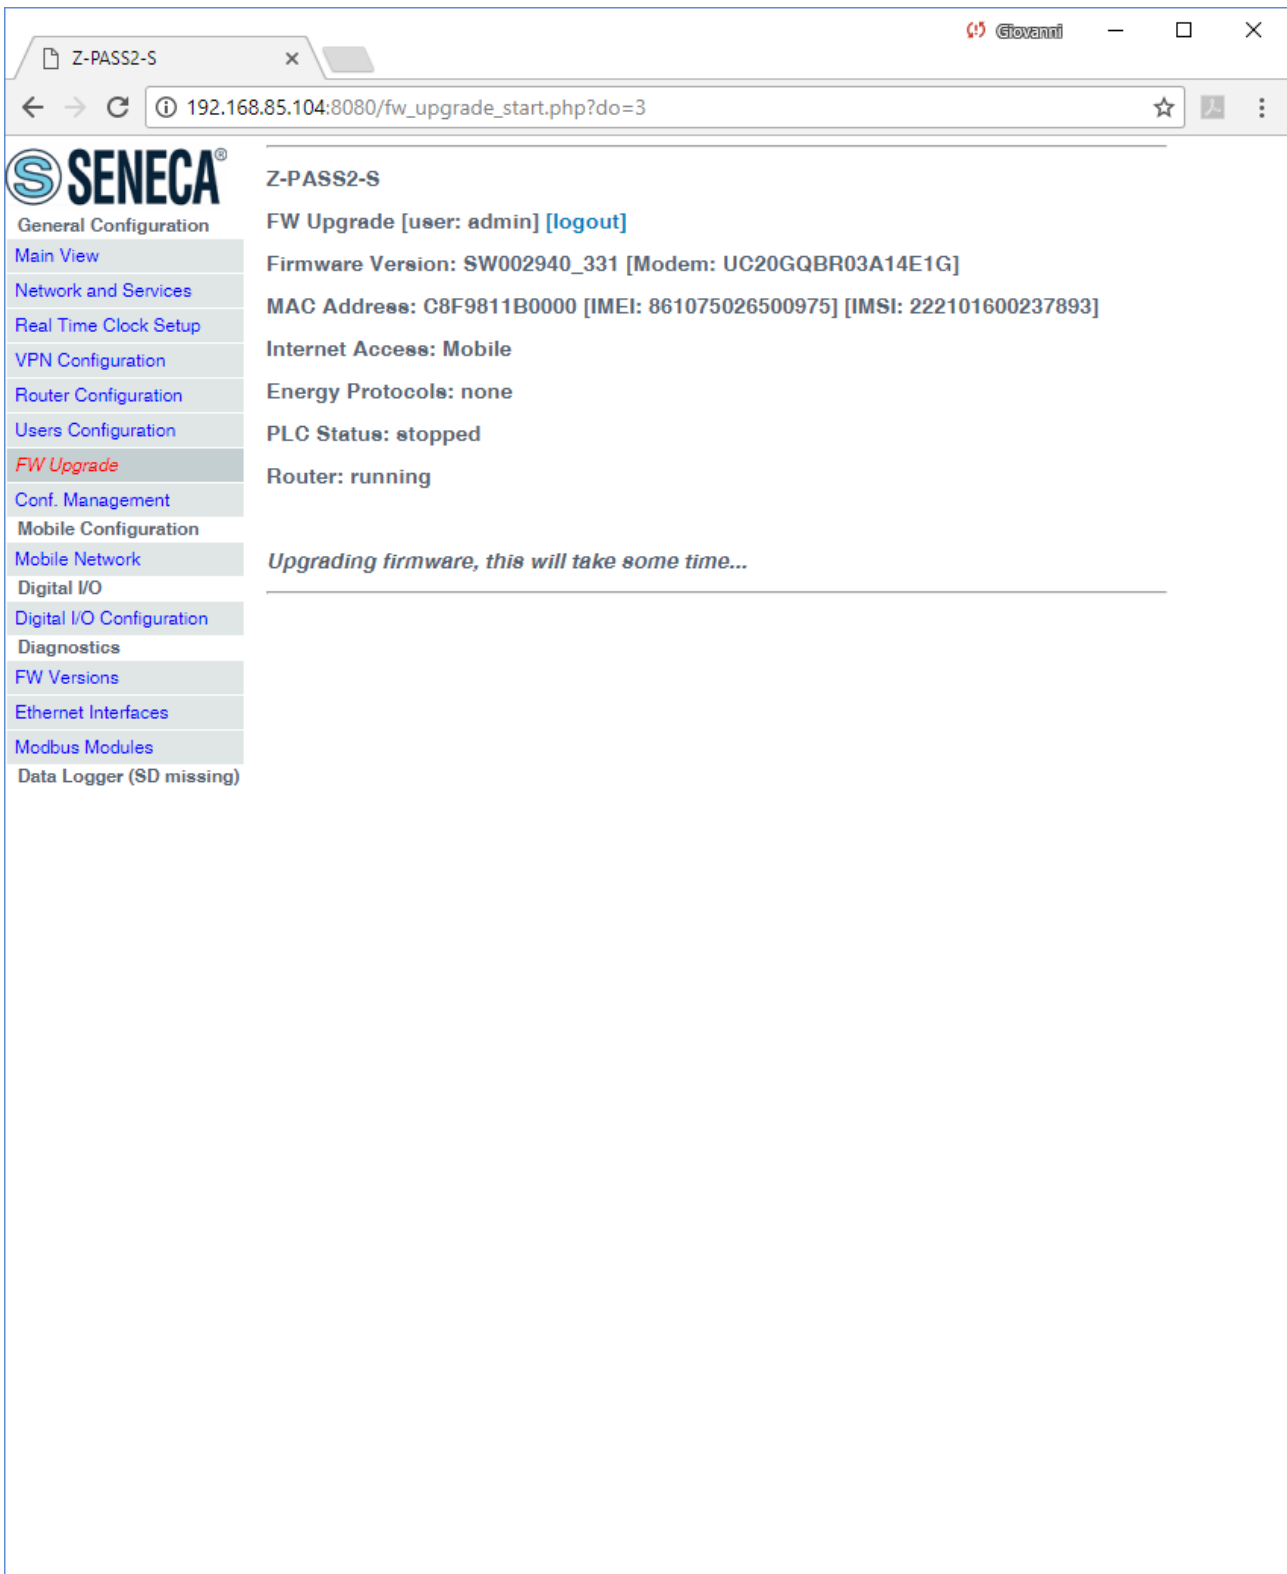 Giovanni
Z-PASS2-S
192.168.85.104:8080/fw_upgrade_start.php?do=3
SENECA®
General Configuration
Main View
Network and Services
Real Time Clock Setup
VPN Configuration
Router Configuration
Users Configuration
FW Upgrade
Conf. Management
Mobile Configuration
Mobile Network
Digital I/O
Digital I/O Configuration
Diagnostics
FW Versions
Ethernet Interfaces
Modbus Modules
Data Logger (SD missing)
Z-PASS2-S
FW Upgrade [user: admin] [logout]
Firmware Version: SW002940_331 [Modem: UC20GQBR03A14E1G]
MAC Address: C8F9811B0000 [IMEI: 861075026500975] [IMSI: 222101600237893]
Internet Access: Mobile
Energy Protocols: none
PLC Status: stopped
Router: running
Upgrading firmware, this will take some time...